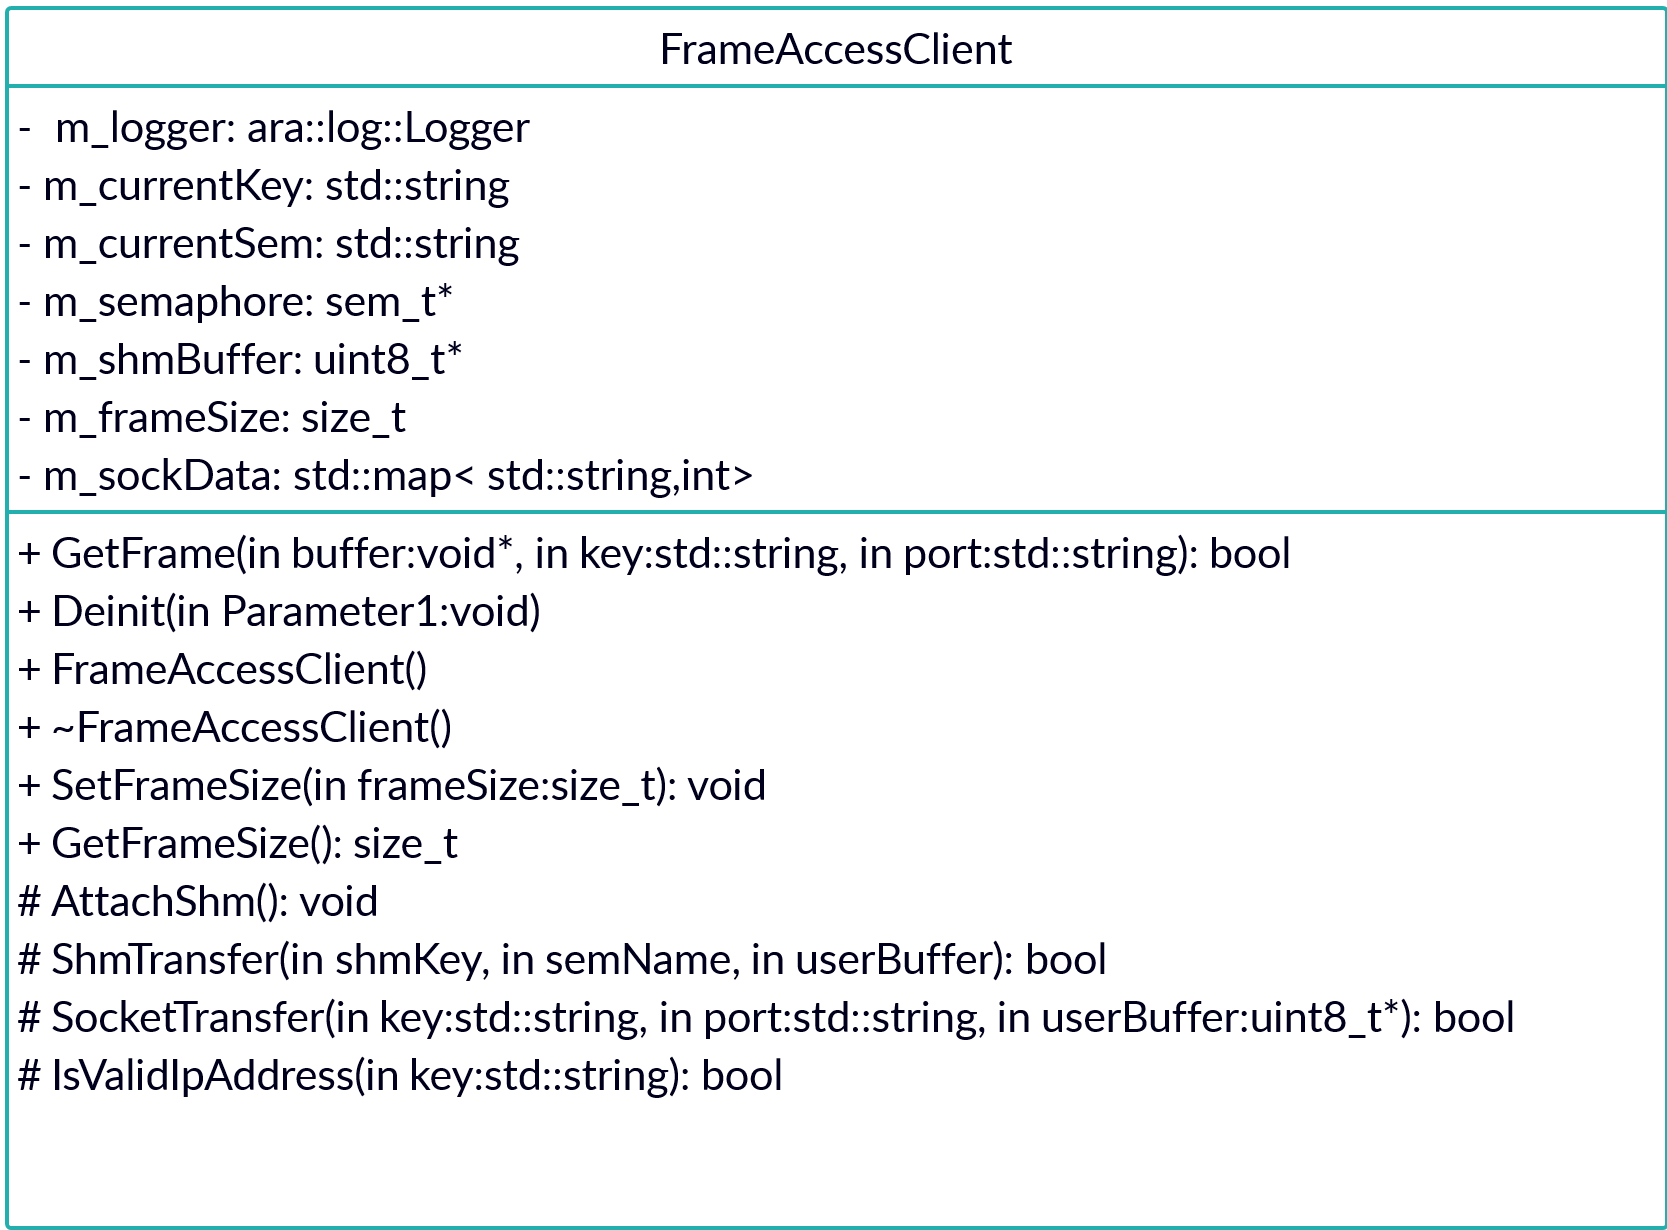 FrameAccessClient
-  m_logger: ara::log::Logger
- m_currentKey: std::string
- m_currentSem: std::string
- m_semaphore: sem_t*
- m_shmBuffer: uint8_t*
- m_frameSize: size_t
- m_sockData: std::map< std::string,int>
+ GetFrame(in buffer:void*, in key:std::string, in port:std::string): bool
+ Deinit(in Parameter1:void)
+ FrameAccessClient()
+ ~FrameAccessClient()
+ SetFrameSize(in frameSize:size_t): void
+ GetFrameSize(): size_t
# AttachShm(): void
# ShmTransfer(in shmKey, in semName, in userBuffer): bool
# SocketTransfer(in key:std::string, in port:std::string, in userBuffer:uint8_t*): bool
# IsValidIpAddress(in key:std::string): bool